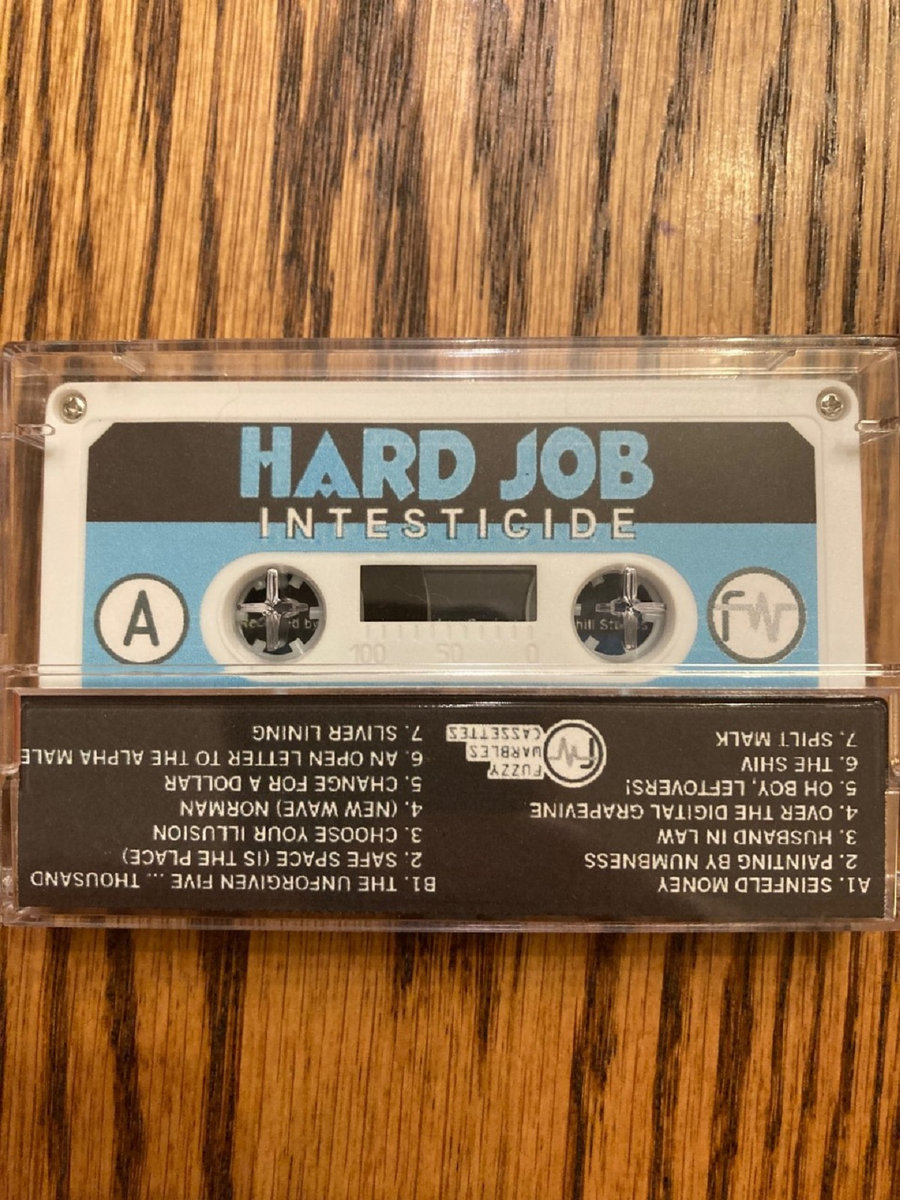 HARD JOB
INTESTICIDE
A
fw
100 50 0
A1. SEINFELD MONEY
2. PAINTING BY NUMBNESS
3. HUSBAND IN LAW
4. OVER THE DIGITAL GRAPEVINE
5. OH BOY, LEFTOVERS!
6. THE SHIV
7. SPILT MALK
FUZZY
WARBLES
CAZZETTEZ
B1. THE UNFORGIVEN FIVE ... THOUSAND
2. SAFE SPACE (IS THE PLACE)
3. CHOOSE YOUR ILLUSION
4. (NEW WAVE) NORMAN
5. CHANGE FOR A DOLLAR
6. AN OPEN LETTER TO THE ALPHA MALE
7. SLIVER LINING